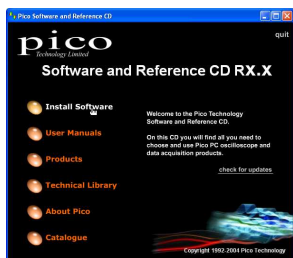 Pico Software and Reference CD
quit
pico
Technology Limited
Software and Reference CD RX.X
Install Software
User Manuals
Products
Technical Library
About Pico
Catalogue
Welcome to the Pico Technology
Software and Reference CD.
On this CD you will find all you need to
choose and use Pico PC oscilloscope and
data acquisition products.
check for updates
Copyright 1992-2004 Pico Technology